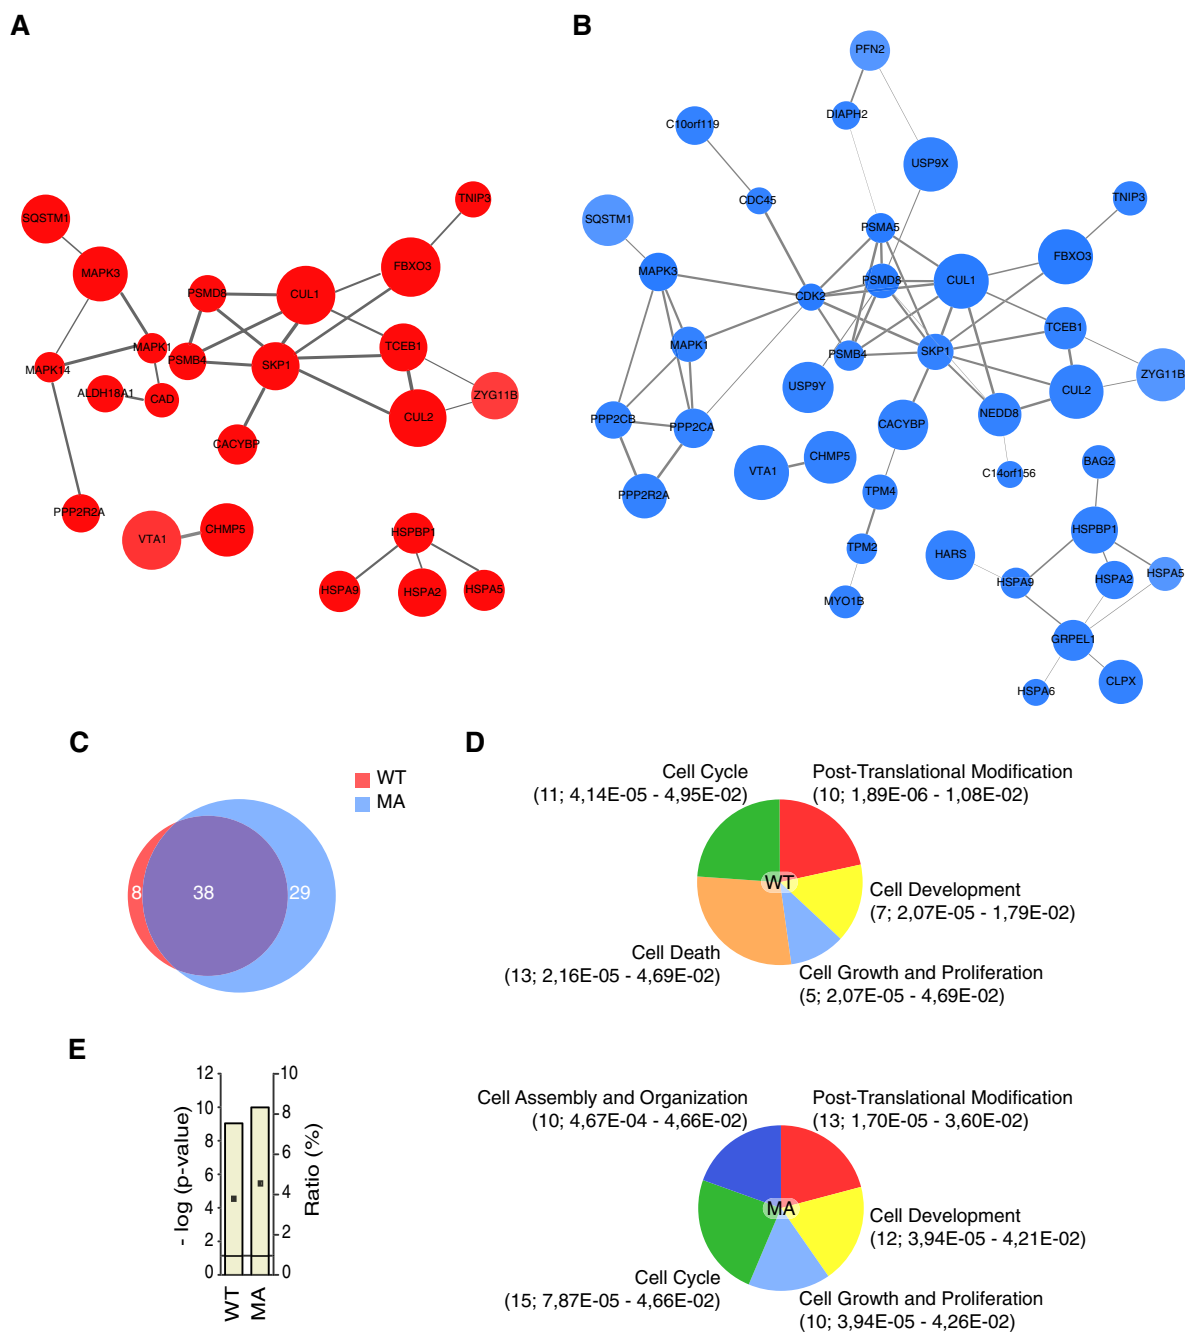 A
SQSTM1
MAPK3
MAPK14
MAPK1
PSMD8
PSMB4
ALDH18A1
CAD
CUL1
FBXO3
TNIP3
SKP1
TCEB1
ZYG11B
CUL2
CACYBP
PPP2R2A
VTA1
CHMP5
HSPBP1
HSPA9
HSPA2
HSPA5
B
PFN2
DIAPH2
C10orf119
USP9X
CDC45
TNIP3
SQSTM1
PSMA5
FBXO3
MAPK3
PSMD8
CUL1
CDK2
TCEB1
MAPK1
PSMB4
SKP1
ZYG11B
USP9Y
CUL2
PPP2CB
PPP2CA
CACYBP
NEDD8
VTA1
CHMP5
C14orf156
BAG2
PPP2R2A
TPM4
HSPBP1
TPM2
HARS
HSPA9
HSPA2
HSPA5
MYO1B
GRPEL1
HSPA6
CLPX
C
WT
MA
8
38
29
D
Cell Cycle
(11; 4,14E-05 - 4,95E-02)
Post-Translational Modification
(10; 1,89E-06 - 1,08E-02)
WT
Cell Development
(7; 2,07E-05 - 1,79E-02)
Cell Death
(13; 2,16E-05 - 4,69E-02)
Cell Growth and Proliferation
(5; 2,07E-05 - 4,69E-02)
Cell Assembly and Organization
(10; 4,67E-04 - 4,66E-02)
Post-Translational Modification
(13; 1,70E-05 - 3,60E-02)
MA
Cell Development
(12; 3,94E-05 - 4,21E-02)
Cell Cycle
(15; 7,87E-05 - 4,66E-02)
Cell Growth and Proliferation
(10; 3,94E-05 - 4,26E-02)
E
- log (p-value)
12
10
8
6
4
2
0
10
8
6
4
2
0
Ratio (%)
WT
MA